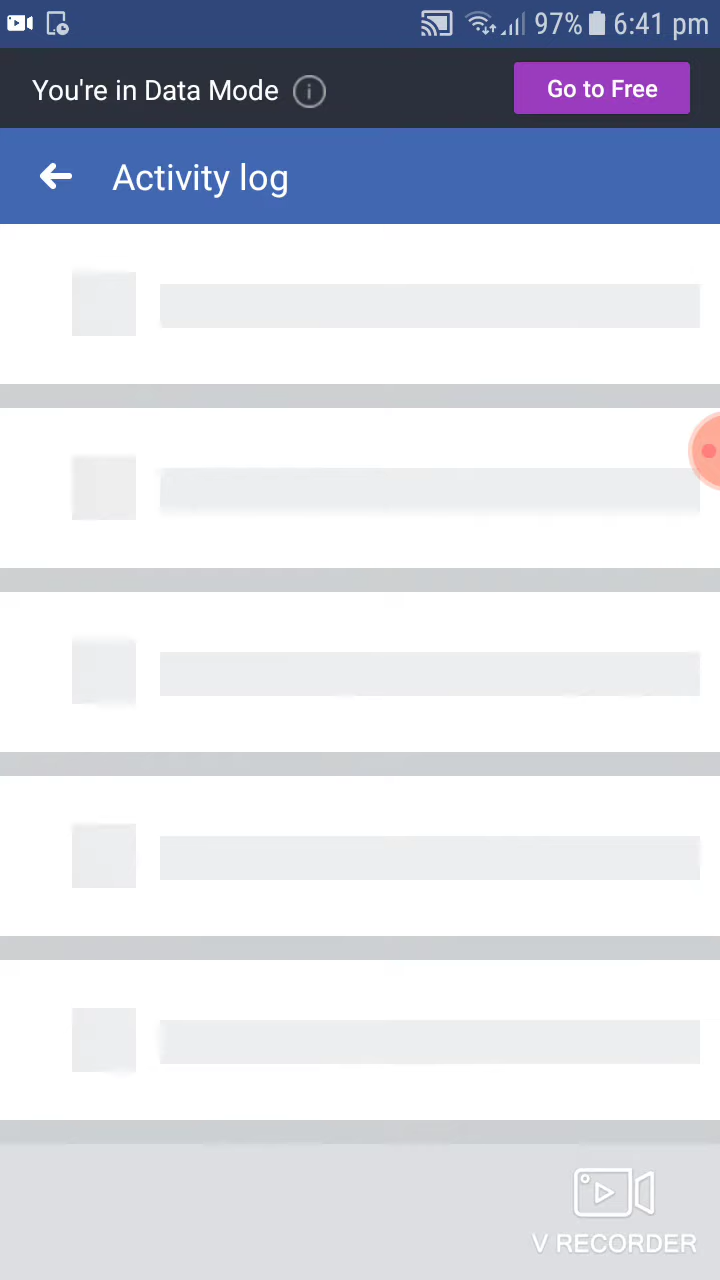 97% 6:41 pm
You're in Data Mode
Go to Free
Activity log
V RECORDER